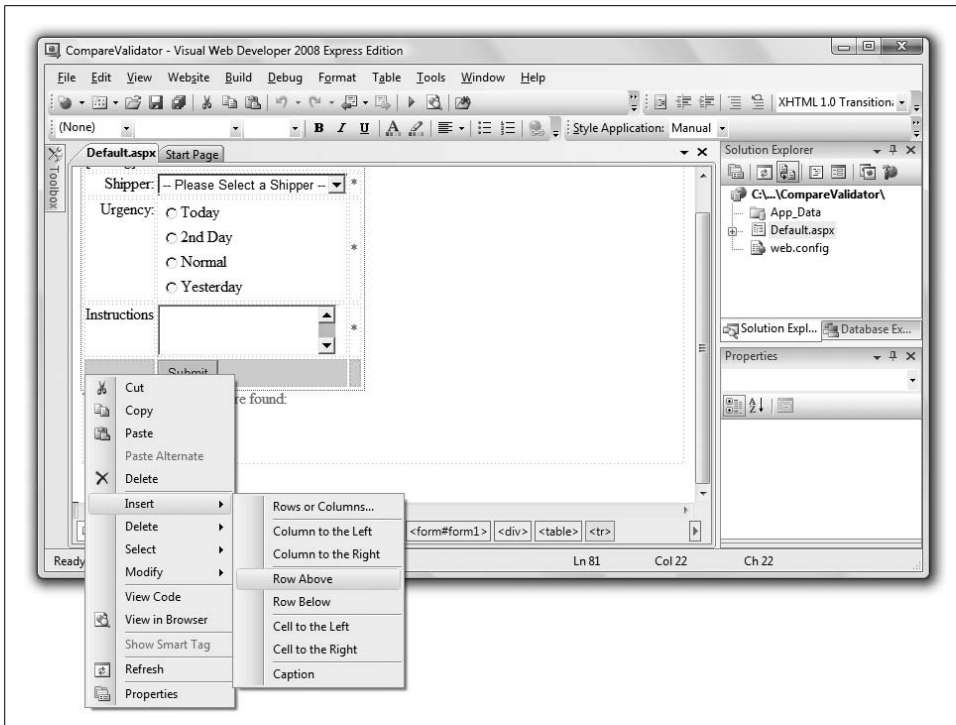 CompareValidator - Visual Web Developer 2008 Express Edition
File Edit View Website Build Debug Format Table Tools Window Help
XHTML 1.0 Transition
(None) B I U A Style Application: Manual
Toolbox
Default.aspx Start Page
Shipper: -- Please Select a Shipper -- *
Urgency: Today
2nd Day
*
Normal
Yesterday
Instructions *
Submit
re found:
Cut
Copy
Paste
Paste Alternate
Delete
Insert
Delete
Select
Modify
View Code
View in Browser
Show Smart Tag
Refresh
Properties
Rows or Columns...
Column to the Left
Column to the Right
Row Above
Row Below
Cell to the Left
Cell to the Right
Caption
<form#form1> <div> <table> <tr>
Ready Ln 81 Col 22 Ch 22
Solution Explorer
C:\...\CompareValidator\
App_Data
Default.aspx
web.config
Solution Expl... Database Ex...
Properties